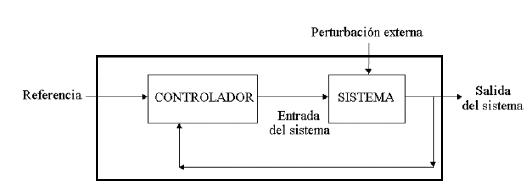 Perturbación externa
Referencia
CONTROLADOR
SISTEMA
Salida
del sistema
Entrada
del sistema